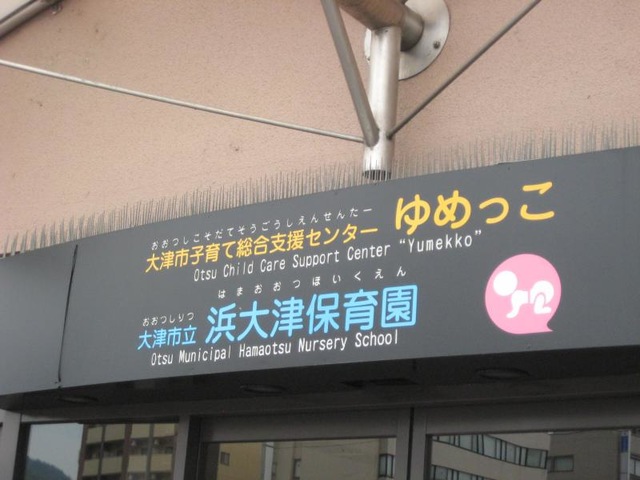 おおつしこそだてそうごうしえんせんたー
大津市子育て総合支援センター ゆめっこ
Otsu Child Care Support Center “Yumekko”
おおつしりつ はまおおつほいくえん
大津市立 浜大津保育園
Otsu Municipal Hamaotsu Nursery School